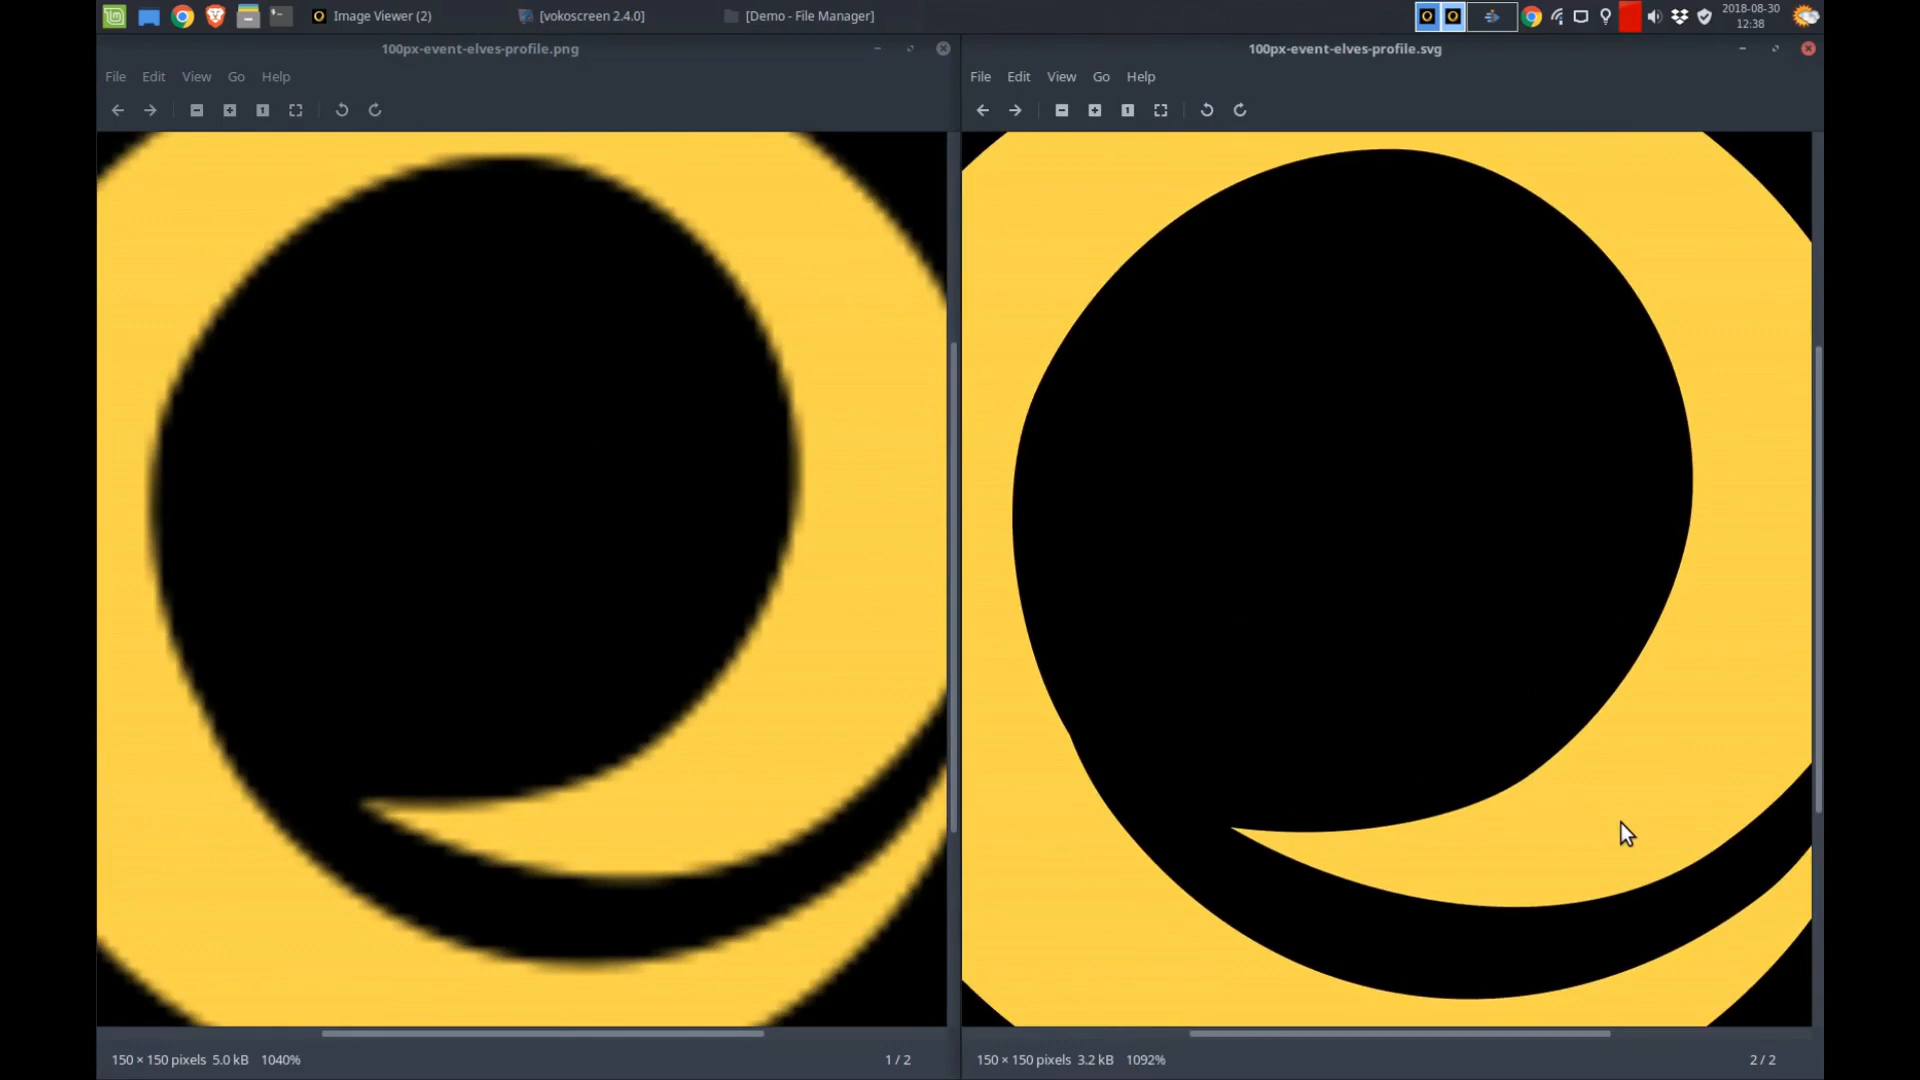 Image Viewer (2)
[vokoscreen 2.4.0]
[Demo - File Manager]
2018-08-30
12:38
100px-event-elves-profile.png
File Edit View Go Help
150 × 150 pixels 5.0 kB 1040%
1 / 2
100px-event-elves-profile.svg
File Edit View Go Help
150 × 150 pixels 3.2 kB 1092%
2 / 2